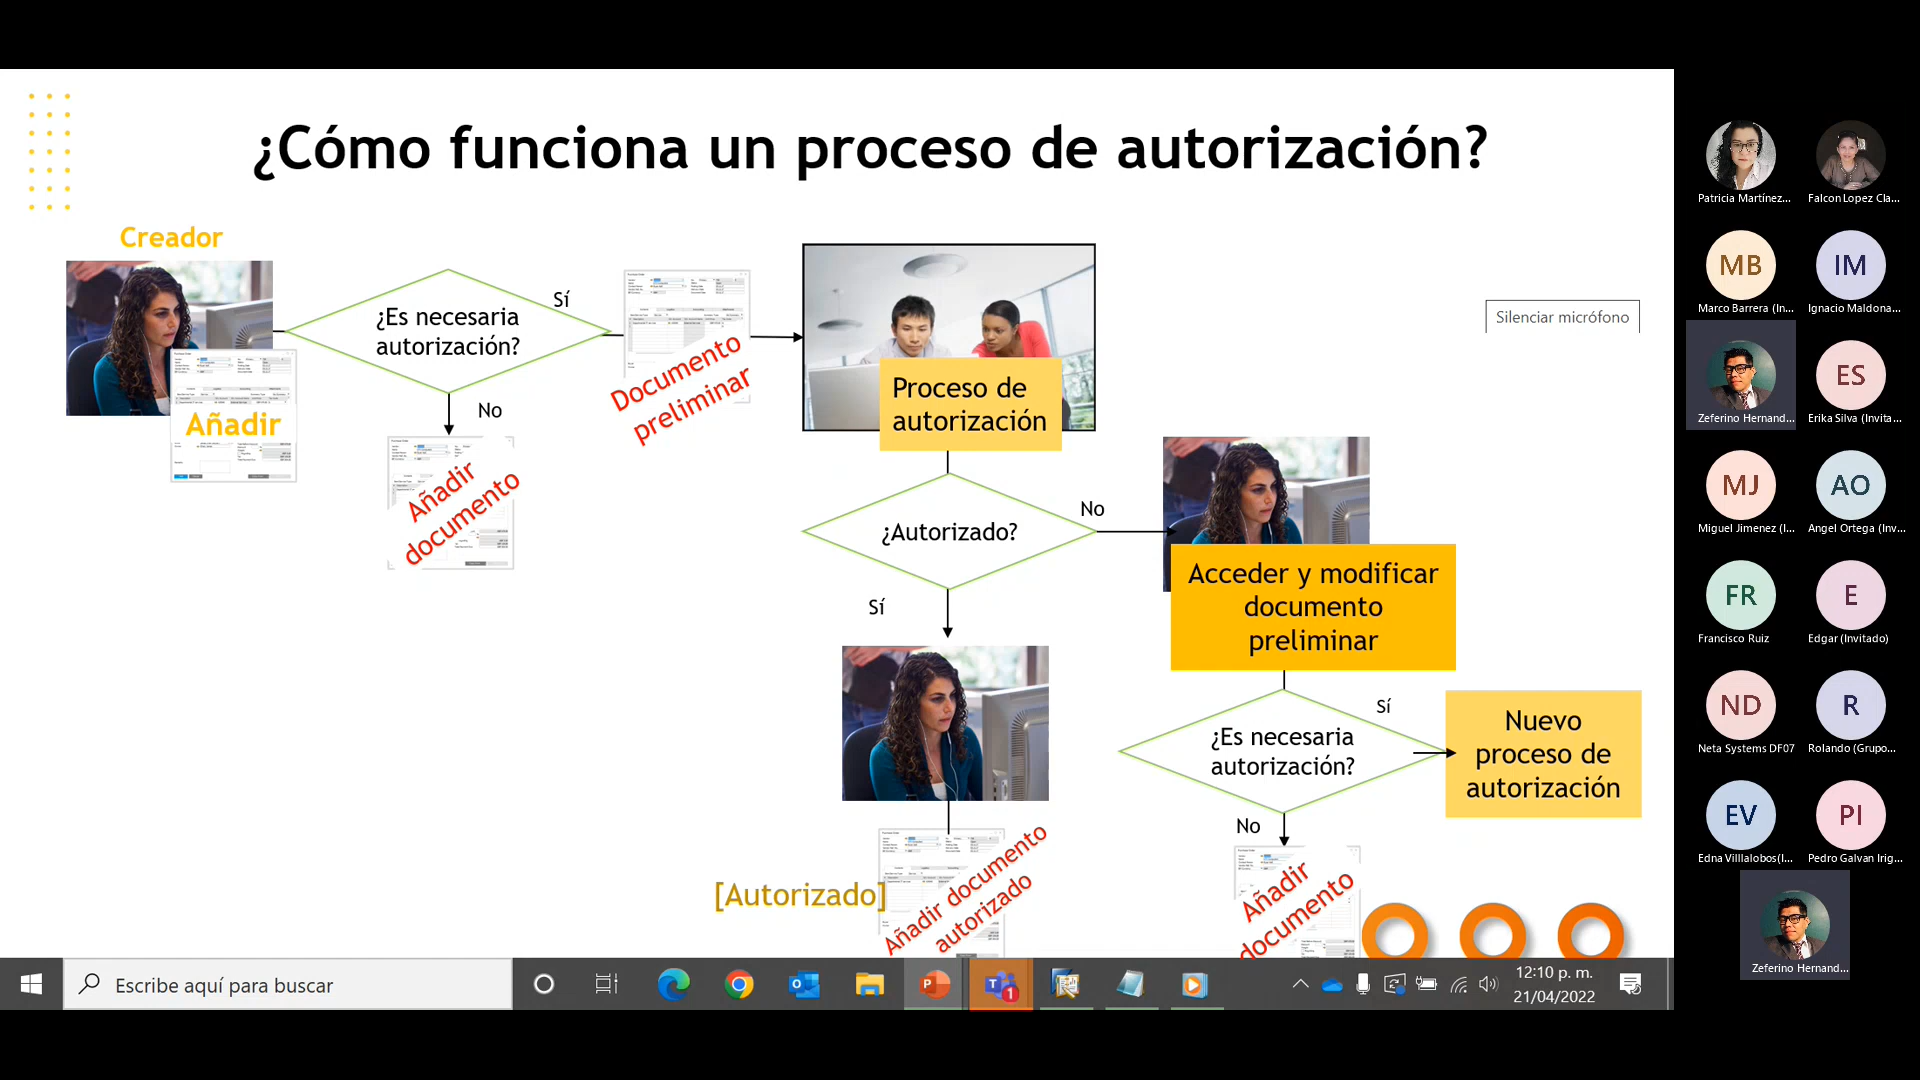 ¿Cómo funciona un proceso de autorización?
Creador
Añadir
¿Es necesaria
autorización?
Sí
No
Añadir
documento
Documento
preliminar
Proceso de
autorización
Silenciar micrófono
¿Autorizado?
No
Sí
Acceder y modificar
documento
preliminar
¿Es necesaria
autorización?
Sí
No
Nuevo
proceso de
autorización
[Autorizado]
Añadir documento
autorizado
Añadir
documento
Patricia Martínez...
Falcon Lopez Cla...
MB
Marco Barrera (In...
IM
Ignacio Maldona...
Zeferino Hernand...
ES
Erika Silva (Invita...
MJ
Miguel Jimenez (I...
AO
Angel Ortega (Inv...
FR
Francisco Ruiz
E
Edgar (Invitado)
ND
Neta Systems DF07
R
Rolando (Grupo...
EV
Edna Villlalobos(I...
PI
Pedro Galvan Irig...
Zeferino Hernand...
Escribe aquí para buscar
1
12:10 p. m.
21/04/2022